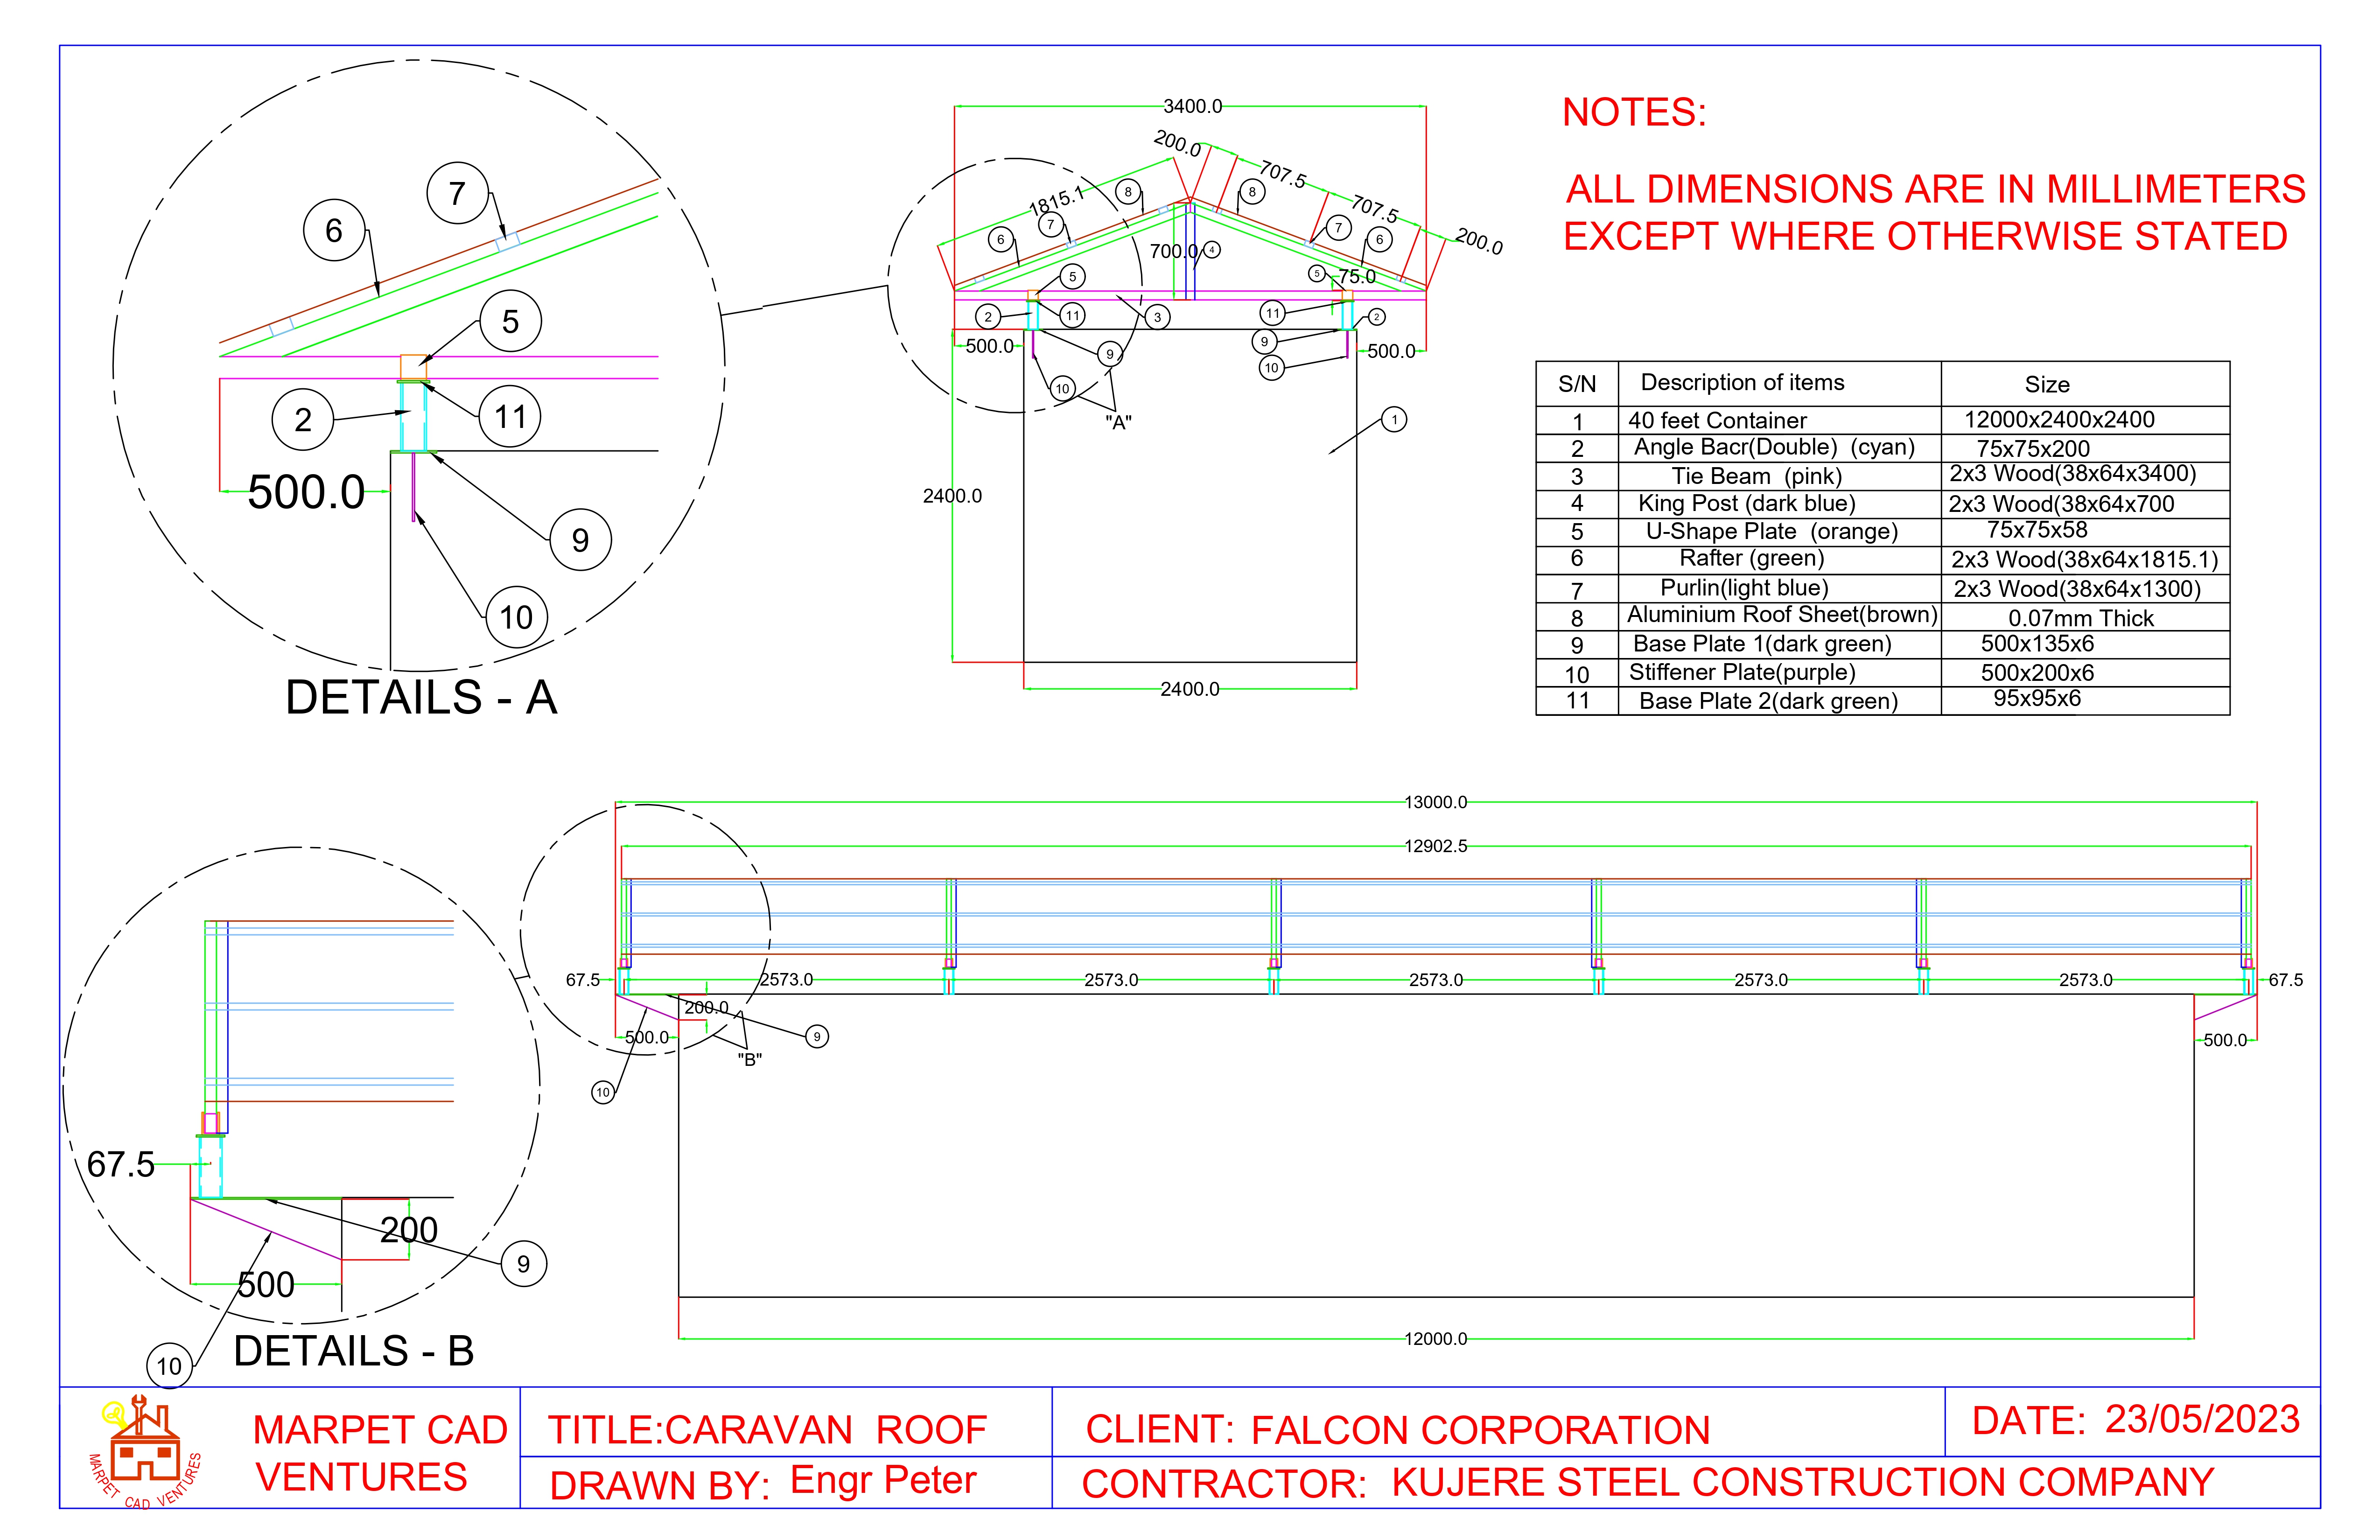 7
6
5
2
11
500.0
9
10
DETAILS - A
3400.0
200.0
707.5
707.5
200.0
1815.1
8
8
7
7
6
6
700.0
4
5
5
75.0
2
11
3
11
2
500.0
9
9
500.0
10
10
"A"
1
2400.0
2400.0
NOTES:
ALL DIMENSIONS ARE IN MILLIMETERS
EXCEPT WHERE OTHERWISE STATED
S/N Description of items Size
1 40 feet Container 12000x2400x2400
2 Angle Bacr(Double) (cyan) 75x75x200
3 Tie Beam (pink) 2x3 Wood(38x64x3400)
4 King Post (dark blue) 2x3 Wood(38x64x700
5 U-Shape Plate (orange) 75x75x58
6 Rafter (green) 2x3 Wood(38x64x1815.1)
7 Purlin(light blue) 2x3 Wood(38x64x1300)
8 Aluminium Roof Sheet(brown) 0.07mm Thick
9 Base Plate 1(dark green) 500x135x6
10 Stiffener Plate(purple) 500x200x6
11 Base Plate 2(dark green) 95x95x6
13000.0
12902.5
67.5 2573.0 2573.0 2573.0 2573.0 2573.0 67.5
200.0
500.0
9
"B"
500.0
10
12000.0
67.5
200
9
500
10
DETAILS - B
MARPET CAD VENTURES
MARPET CAD
VENTURES
TITLE:CARAVAN ROOF
DRAWN BY: Engr Peter
CLIENT: FALCON CORPORATION
CONTRACTOR: KUJERE STEEL CONSTRUCTION COMPANY
DATE: 23/05/2023